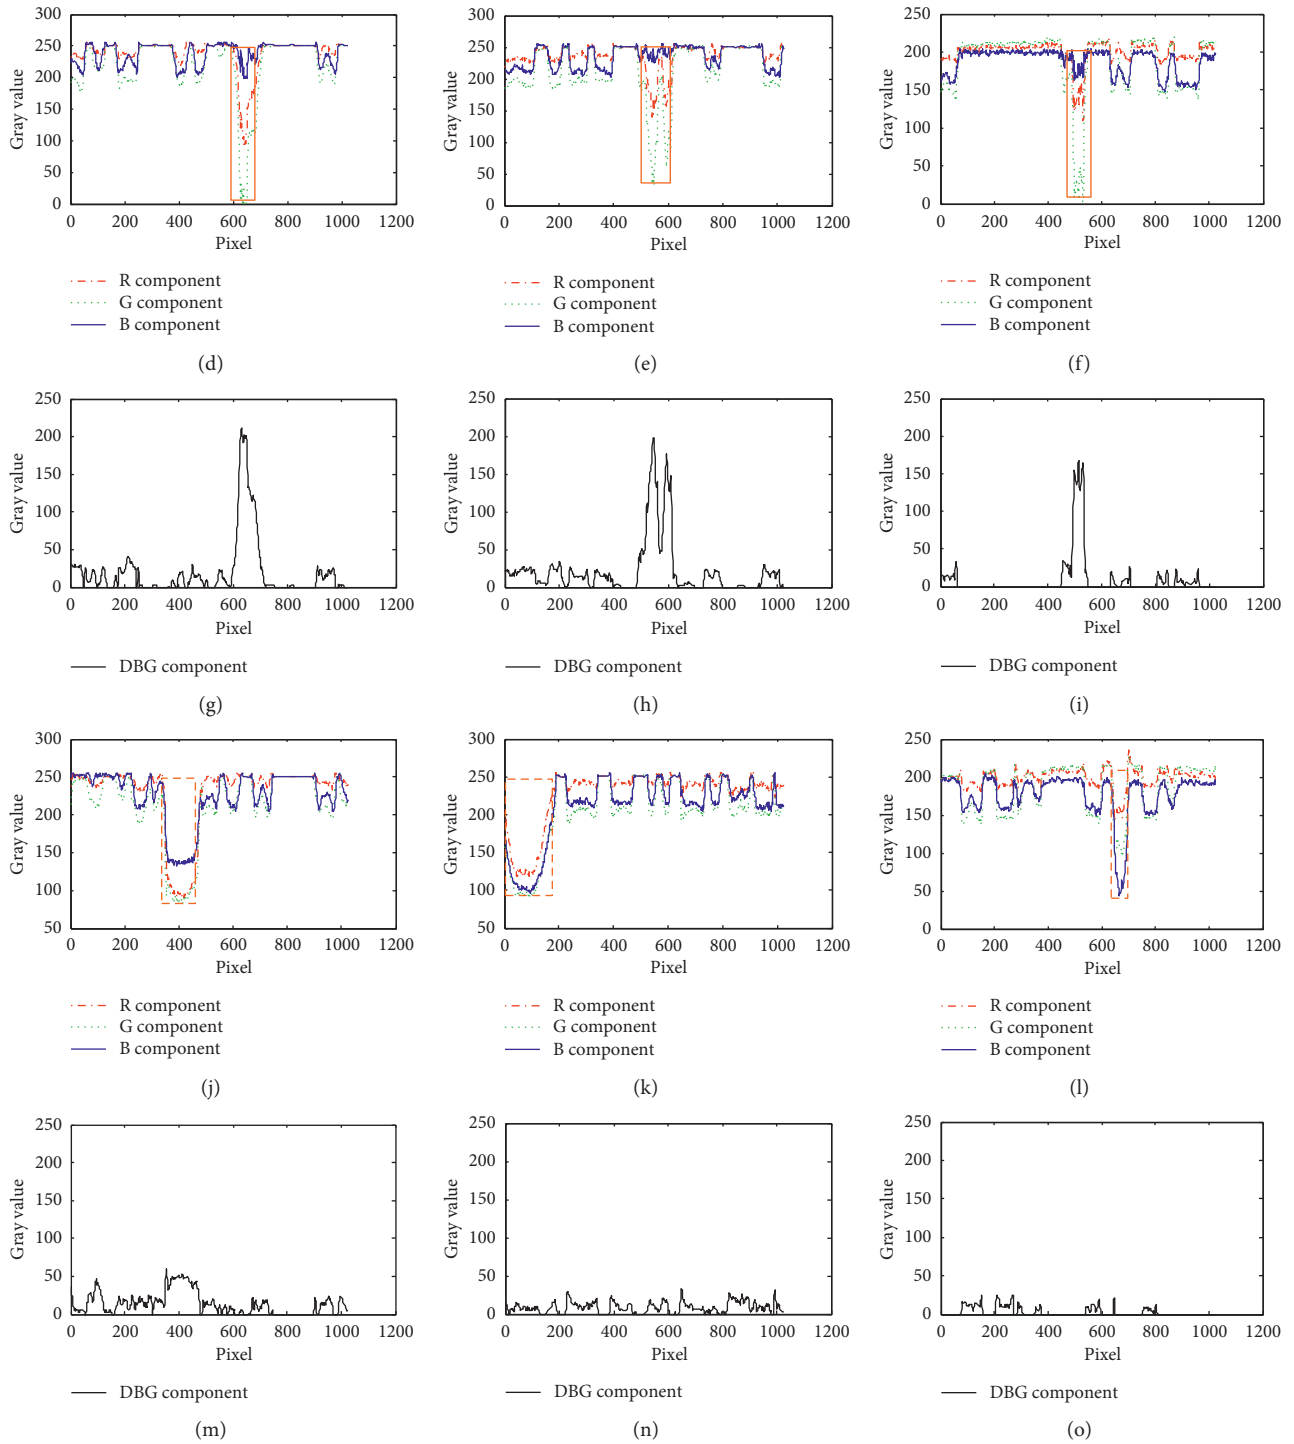 300
250
200
150
100
50
0
Gray value
0 200 400 600 800 1000 1200
Pixel
R component
G component
B component
(d)
300
250
200
150
100
50
0
Gray value
0 200 400 600 800 1000 1200
Pixel
R component
G component
B component
(e)
250
200
150
100
50
0
Gray value
0 200 400 600 800 1000 1200
Pixel
R component
G component
B component
(f)
250
200
150
100
50
0
Gray value
0 200 400 600 800 1000 1200
Pixel
DBG component
(g)
250
200
150
100
50
0
Gray value
0 200 400 600 800 1000 1200
Pixel
DBG component
(h)
250
200
150
100
50
0
Gray value
0 200 400 600 800 1000 1200
Pixel
DBG component
(i)
300
250
200
150
100
50
Gray value
0 200 400 600 800 1000 1200
Pixel
R component
G component
B component
(j)
300
250
200
150
100
50
Gray value
0 200 400 600 800 1000 1200
Pixel
R component
G component
B component
(k)
250
200
150
100
50
0
Gray value
0 200 400 600 800 1000 1200
Pixel
R component
G component
B component
(l)
250
200
150
100
50
0
Gray value
0 200 400 600 800 1000 1200
Pixel
DBG component
(m)
250
200
150
100
50
0
Gray value
0 200 400 600 800 1000 1200
Pixel
DBG component
(n)
250
200
150
100
50
0
Gray value
0 200 400 600 800 1000 1200
Pixel
DBG component
(o)